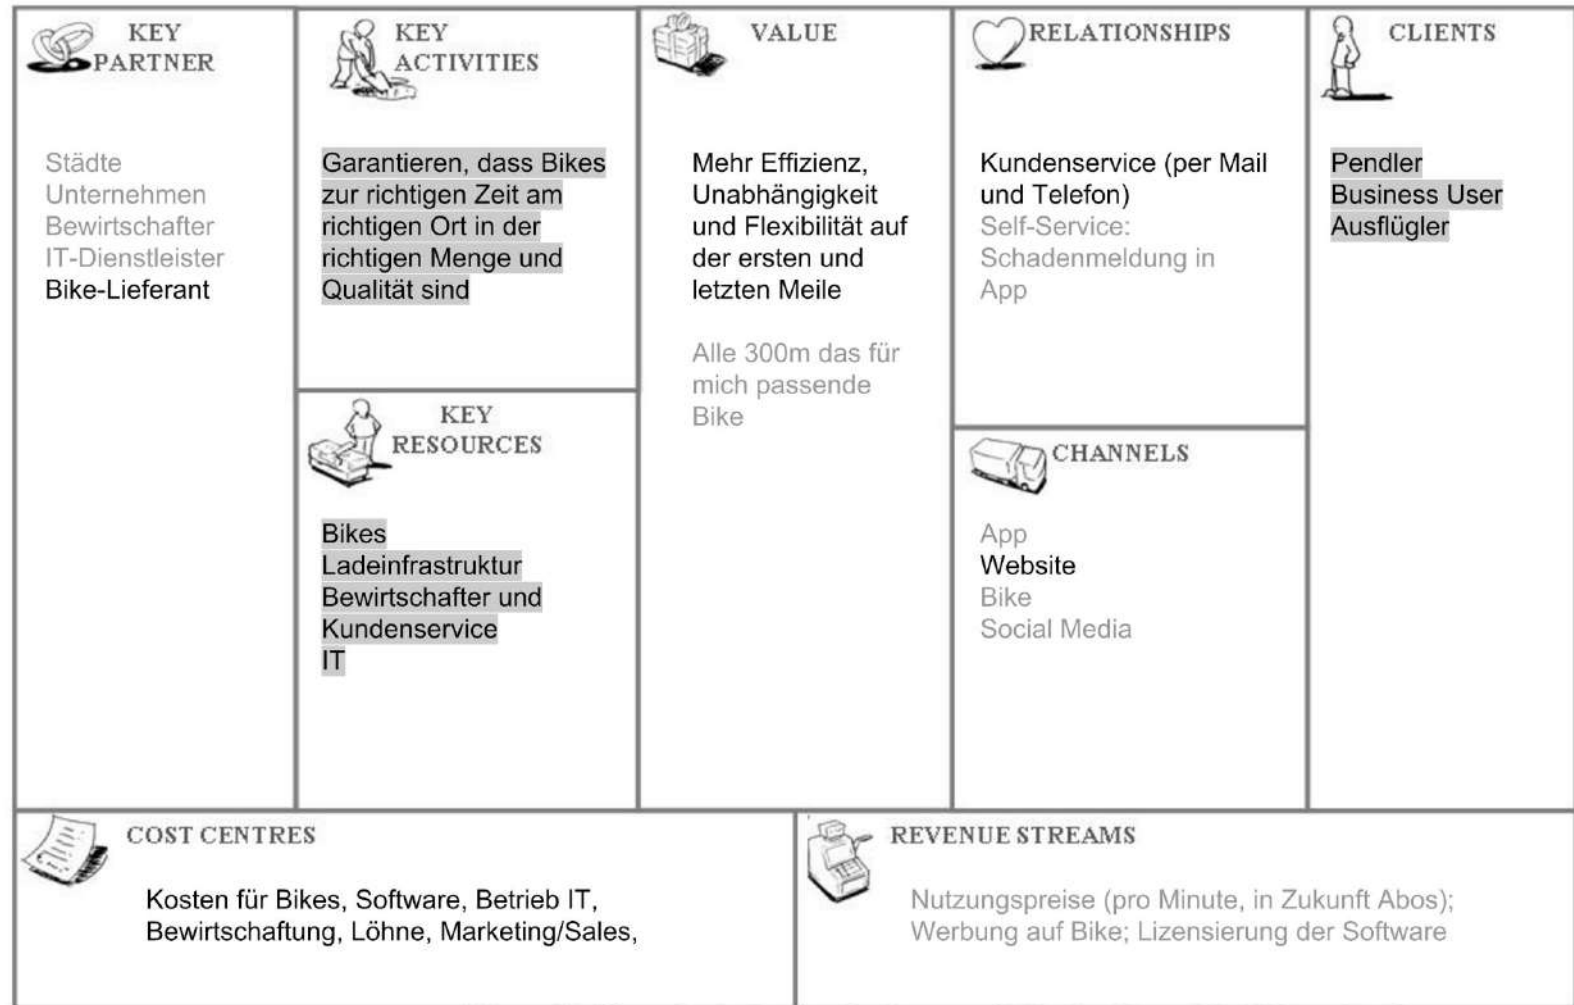 KEY
PARTNER
Städte
Unternehmen
Bewirtschafter
IT-Dienstleister
Bike-Lieferant
KEY
ACTIVITIES
Garantieren, dass Bikes
zur richtigen Zeit am
richtigen Ort in der
richtigen Menge und
Qualität sind
KEY
RESOURCES
Bikes
Ladeinfrastruktur
Bewirtschafter und
Kundenservice
IT
VALUE
Mehr Effizienz,
Unabhängigkeit
und Flexibilität auf
der ersten und
letzten Meile
Alle 300m das für
mich passende
Bike
RELATIONSHIPS
Kundenservice (per Mail
und Telefon)
Self-Service:
Schadenmeldung in
App
CHANNELS
App
Website
Bike
Social Media
CLIENTS
Pendler
Business User
Ausflügler
COST CENTRES
Kosten für Bikes, Software, Betrieb IT,
Bewirtschaftung, Löhne, Marketing/Sales,
REVENUE STREAMS
Nutzungspreise (pro Minute, in Zukunft Abos);
Werbung auf Bike; Lizensierung der Software